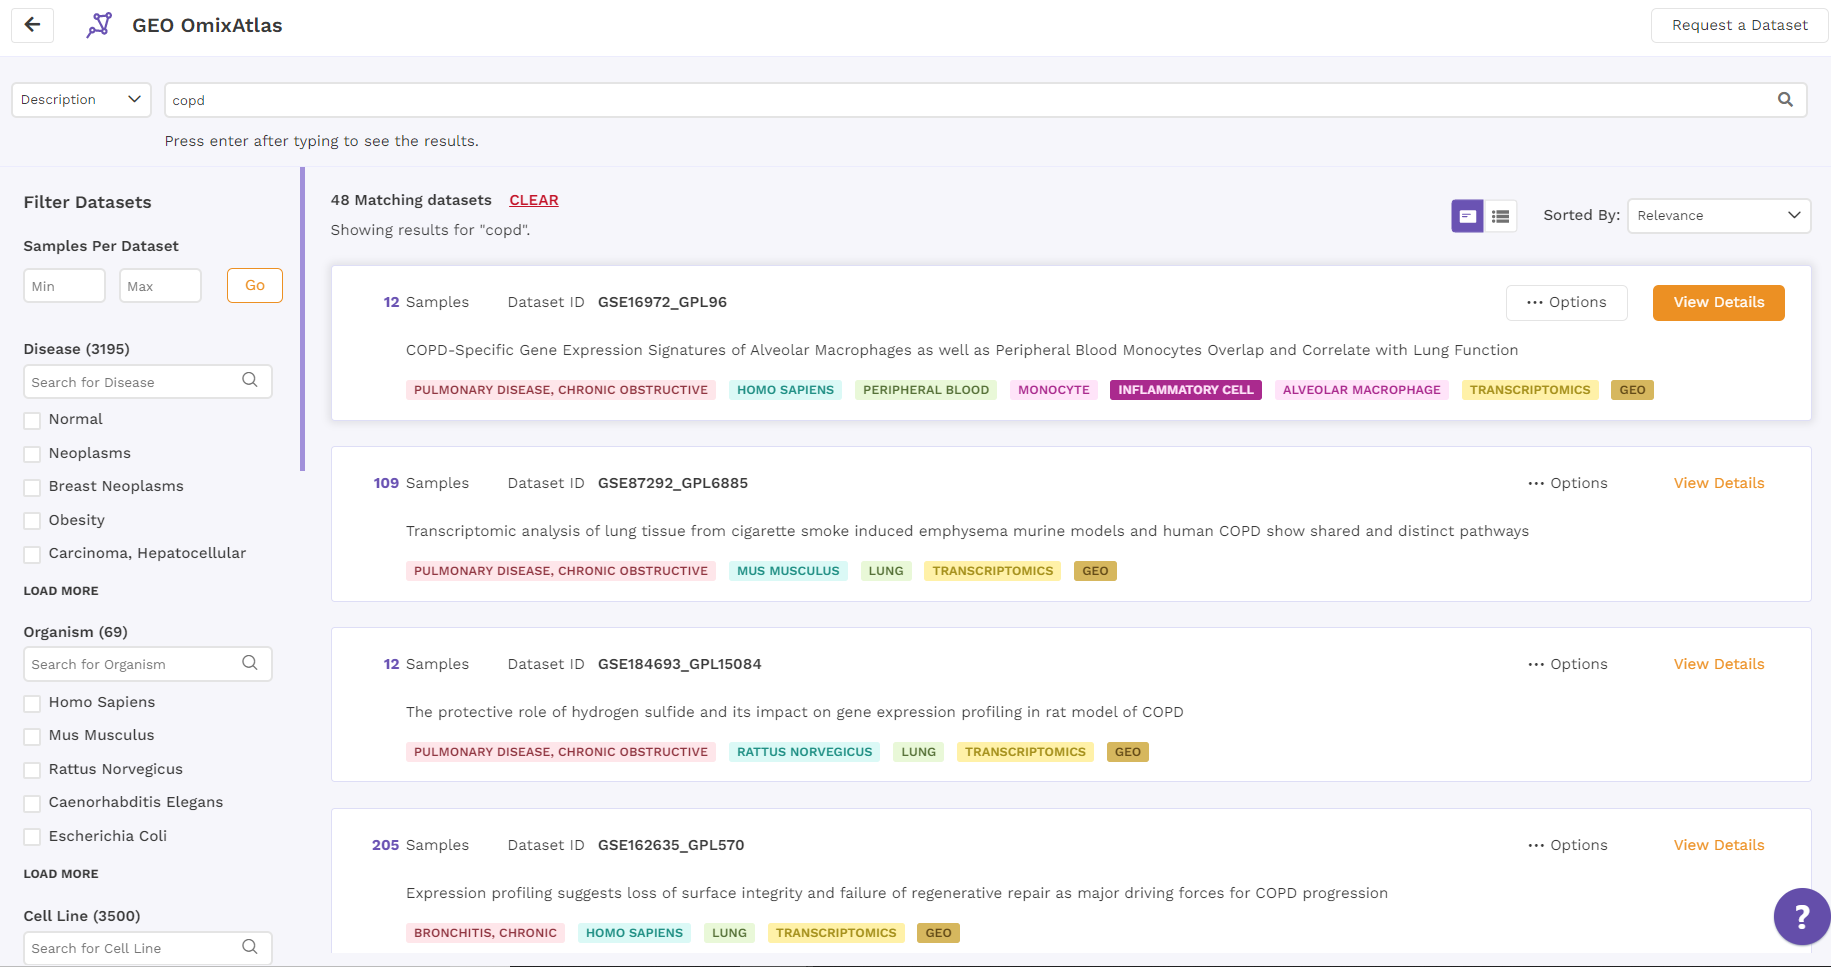 GEO OmixAtlas
Request a Dataset
Description
copd
Press enter after typing to see the results.
Filter Datasets
Samples Per Dataset
Min Max Go
Disease (3195)
Search for Disease
Normal
Neoplasms
Breast Neoplasms
Obesity
Carcinoma, Hepatocellular
LOAD MORE
Organism (69)
Search for Organism
Homo Sapiens
Mus Musculus
Rattus Norvegicus
Caenorhabditis Elegans
Escherichia Coli
LOAD MORE
Cell Line (3500)
Search for Cell Line
48 Matching datasets CLEAR
Showing results for "copd".
Sorted By: Relevance
12 Samples Dataset ID GSE16972_GPL96 ••• Options View Details
COPD-Specific Gene Expression Signatures of Alveolar Macrophages as well as Peripheral Blood Monocytes Overlap and Correlate with Lung Function
PULMONARY DISEASE, CHRONIC OBSTRUCTIVE HOMO SAPIENS PERIPHERAL BLOOD MONOCYTE INFLAMMATORY CELL ALVEOLAR MACROPHAGE TRANSCRIPTOMICS GEO
109 Samples Dataset ID GSE87292_GPL6885 ••• Options View Details
Transcriptomic analysis of lung tissue from cigarette smoke induced emphysema murine models and human COPD show shared and distinct pathways
PULMONARY DISEASE, CHRONIC OBSTRUCTIVE MUS MUSCULUS LUNG TRANSCRIPTOMICS GEO
12 Samples Dataset ID GSE184693_GPL15084 ••• Options View Details
The protective role of hydrogen sulfide and its impact on gene expression profiling in rat model of COPD
PULMONARY DISEASE, CHRONIC OBSTRUCTIVE RATTUS NORVEGICUS LUNG TRANSCRIPTOMICS GEO
205 Samples Dataset ID GSE162635_GPL570 ••• Options View Details
Expression profiling suggests loss of surface integrity and failure of regenerative repair as major driving forces for COPD progression
BRONCHITIS, CHRONIC HOMO SAPIENS LUNG TRANSCRIPTOMICS GEO
?